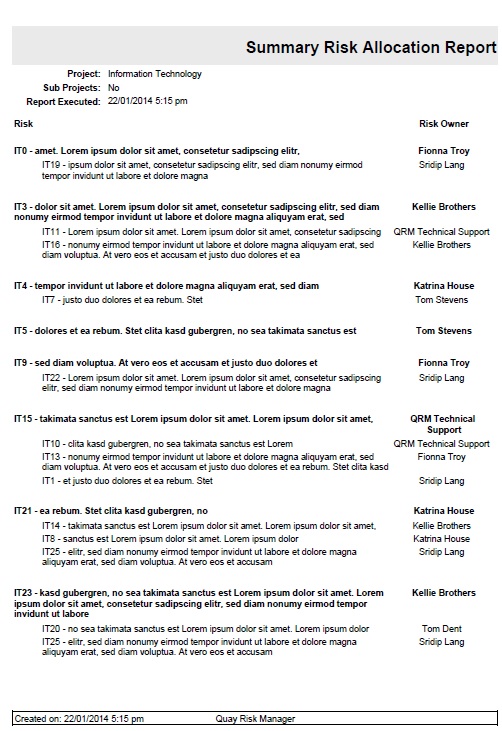 Summary Risk Allocation Report
Project: Information Technology
Sub Projects: No
Report Executed: 22/01/2014 5:15 pm
Risk Risk Owner
IT0 - amet. Lorem ipsum dolor sit amet, consetetur sadipscing elitr, Fionna Troy
IT19 - ipsum dolor sit amet, consetetur sadipscing elitr, sed diam nonumy eirmod Sridip Lang
tempor invidunt ut labore et dolore magna
IT3 - dolor sit amet. Lorem ipsum dolor sit amet, consetetur sadipscing elitr, sed diam Kellie Brothers
nonumy eirmod tempor invidunt ut labore et dolore magna aliquyam erat, sed
IT11 - Lorem ipsum dolor sit amet. Lorem ipsum dolor sit amet, consetetur sadipscing QRM Technical Support
IT16 - nonumy eirmod tempor invidunt ut labore et dolore magna aliquyam erat, sed Kellie Brothers
diam voluptua. At vero eos et accusam et justo duo dolores et ea
IT4 - tempor invidunt ut labore et dolore magna aliquyam erat, sed diam Katrina House
IT7 - justo duo dolores et ea rebum. Stet Tom Stevens
IT5 - dolores et ea rebum. Stet clita kasd gubergren, no sea takimata sanctus est Tom Stevens
IT9 - sed diam voluptua. At vero eos et accusam et justo duo dolores et Fionna Troy
IT22 - Lorem ipsum dolor sit amet. Lorem ipsum dolor sit amet, consetetur sadipscing Sridip Lang
elitr, sed diam nonumy eirmod tempor invidunt ut labore et dolore magna
IT15 - takimata sanctus est Lorem ipsum dolor sit amet. Lorem ipsum dolor sit amet, QRM Technical
Support
IT10 - clita kasd gubergren, no sea takimata sanctus est Lorem QRM Technical Support
IT13 - nonumy eirmod tempor invidunt ut labore et dolore magna aliquyam erat, sed Fionna Troy
diam voluptua. At vero eos et accusam et justo duo dolores et ea rebum. Stet clita kasd
IT1 - et justo duo dolores et ea rebum. Stet Sridip Lang
IT21 - ea rebum. Stet clita kasd gubergren, no Katrina House
IT14 - takimata sanctus est Lorem ipsum dolor sit amet. Lorem ipsum dolor sit amet, Kellie Brothers
IT8 - sanctus est Lorem ipsum dolor sit amet. Lorem ipsum dolor Katrina House
IT25 - elitr, sed diam nonumy eirmod tempor invidunt ut labore et dolore magna Sridip Lang
aliquyam erat, sed diam voluptua. At vero eos et accusam
IT23 - kasd gubergren, no sea takimata sanctus est Lorem ipsum dolor sit amet. Lorem Kellie Brothers
ipsum dolor sit amet, consetetur sadipscing elitr, sed diam nonumy eirmod tempor
invidunt ut labore
IT20 - no sea takimata sanctus est Lorem ipsum dolor sit amet. Lorem ipsum dolor Tom Dent
IT25 - elitr, sed diam nonumy eirmod tempor invidunt ut labore et dolore magna Sridip Lang
aliquyam erat, sed diam voluptua. At vero eos et accusam
Created on: 22/01/2014 5:15 pm Quay Risk Manager